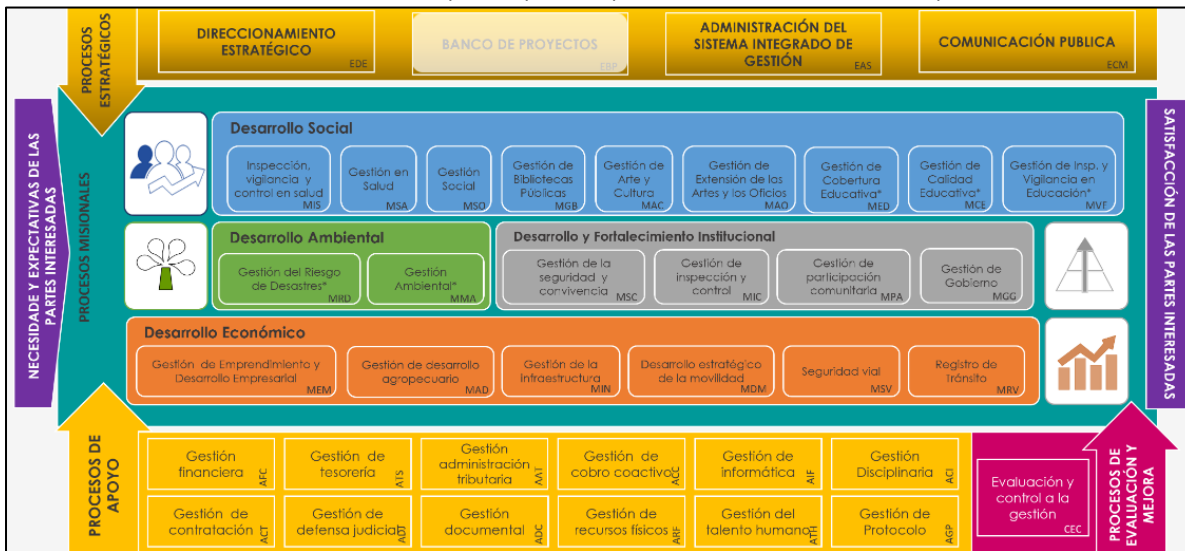 PROCESOS
ESTRATÉGICOS
DIRECCIONAMIENTO
ESTRATÉGICO
EDE
BANCO DE PROYECTOS
EBP
ADMINISTRACIÓN DEL
SISTEMA INTEGRADO DE
GESTIÓN
EAS
COMUNICACIÓN PUBLICA
ECM
NECESIDAD Y EXPECTATIVAS DE LAS
PARTES INTERESADAS
PROCESOS MISIONALES
Desarrollo Social
Inspección,
vigilancia y
control en salud
MIS
Gestión en
Salud
MSA
Gestión
Social
MSO
Gestión de
Bibliotecas
Públicas
MGB
Gestión de
Arte y
Cultura
MAC
Gestión de
Extensión de las
Artes y los Oficios
MAO
Gestión de
Cobertura
Educativa*
MED
Gestión de
Calidad
Educativa*
MCE
Gestión de Insp. y
Vigilancia en
Educación*
MVE
Desarrollo Ambiental
Gestión del Riesgo
de Desastres*
MRD
Gestión
Ambiental*
MMA
Desarrollo y Fortalecimiento Institucional
Gestión de la
seguridad y
convivencia
MSC
Gestión de
inspección y
control
MIC
Gestión de
participación
comunitaria
MPA
Gestión de
Gobierno
MGG
Desarrollo Económico
Gestión de Emprendimiento y
Desarrollo Empresarial
MEM
Gestión de desarrollo
agropecuario
MAD
Gestión de la
Infraestructura
MIN
Desarrollo estratégico
de la movilidad
MDM
Seguridad vial
MSV
Registro de
Tránsito
MRV
SATISFACCIÓN DE LAS PARTES INTERESADAS
PROCESOS DE
APOYO
Gestión
financiera
AFC
Gestión de
tesorería
ATS
Gestión
administración
tributaria
AAT
Gestión de
cobro coactivo
ACC
Gestión de
informática
AIF
Gestión
Disciplinaria
ACI
Gestión de
contratación
ACT
Gestión de
defensa judicial
ADJ
Gestión
documental
ADC
Gestión de
recursos físicos
ARF
Gestión del
talento humano
ATH
Gestión de
Protocolo
AGP
Evaluación y
control a la
gestión
CEC
PROCESOS DE
EVALUACIÓN Y
MEJORA